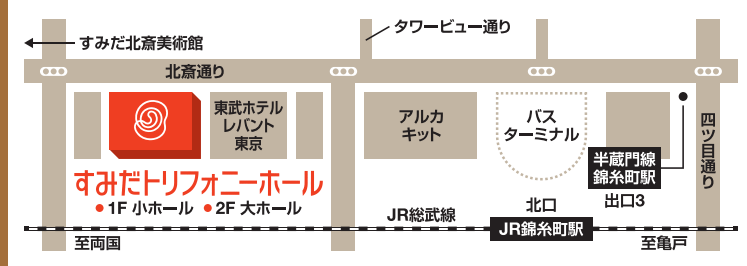 タワービュー通り
すみだ北斎美術館
北斎通り
東武ホテル
レバント
東京
アルカ
キット
バス
ターミナル
四ツ目通り
半蔵門線
錦糸町駅
出口3
すみだトリフォニーホール
●1F 小ホール ●2F 大ホール
JR総武線
北口
JR錦糸町駅
至両国
至亀戸